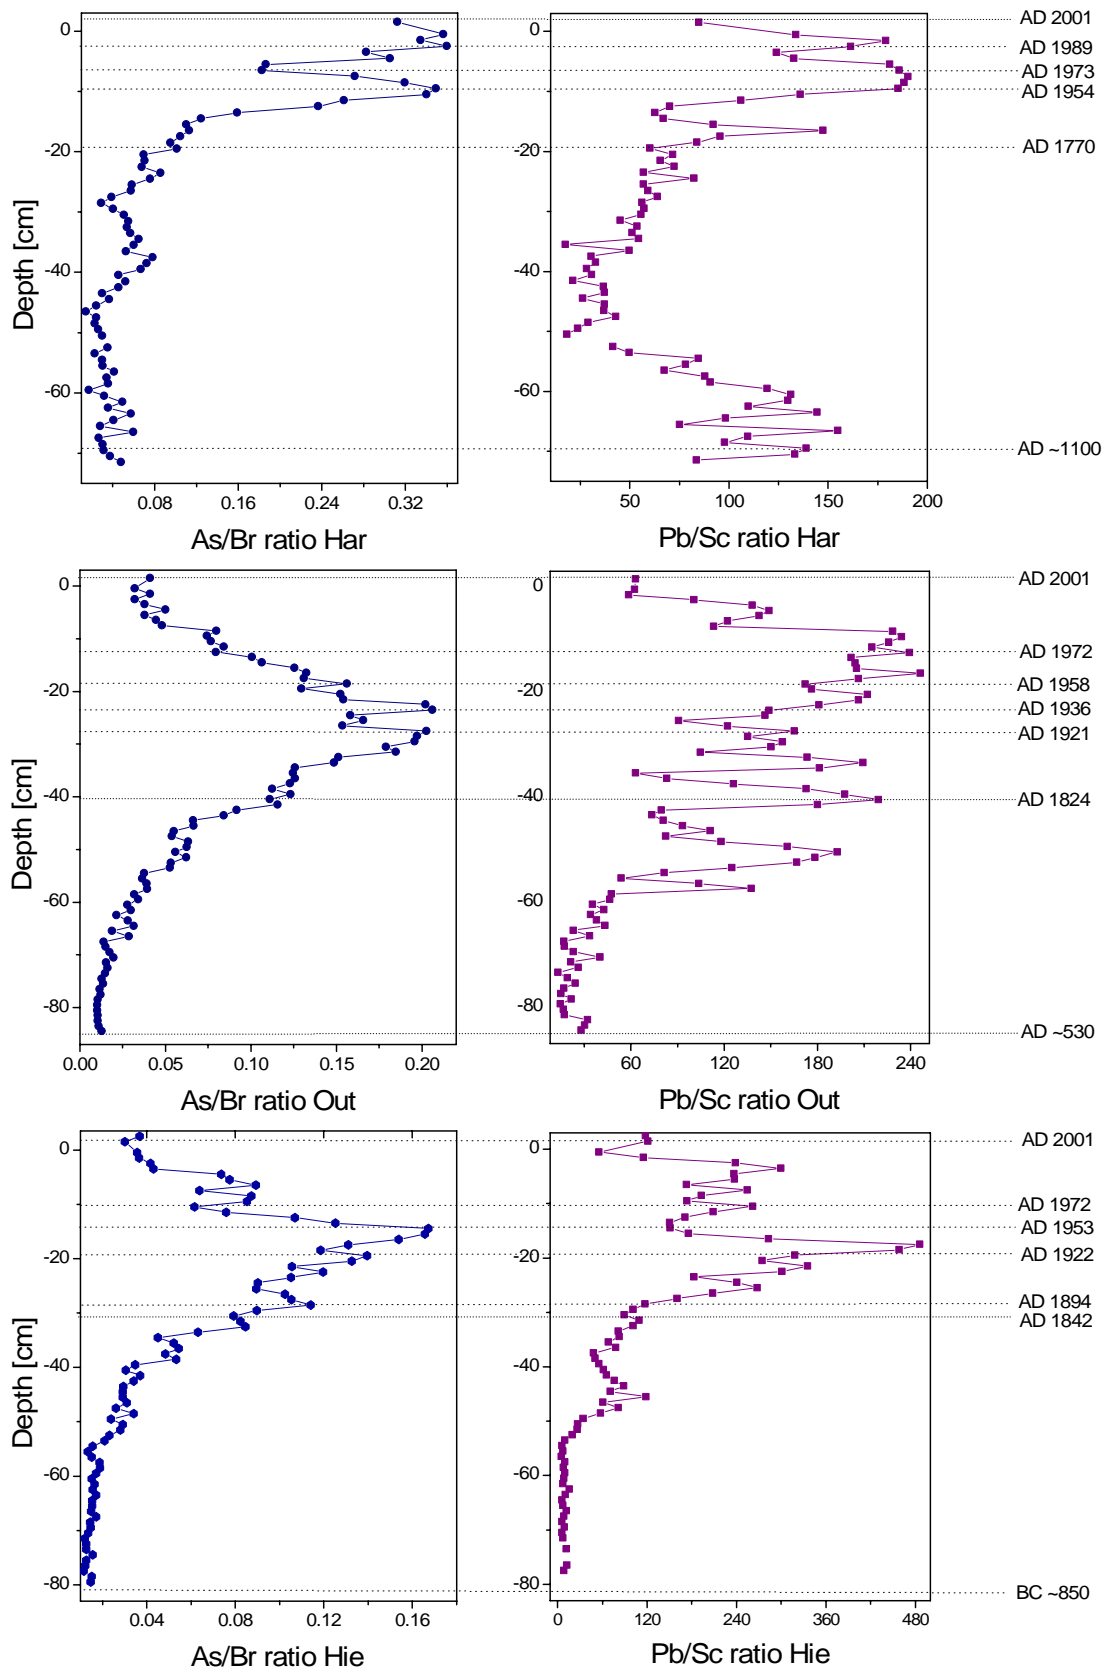 0
-20
-40
-60
Depth [cm]
0.08
0.16
0.24
0.32
As/Br ratio Har
0
-20
-40
-60
50
100
150
200
Pb/Sc ratio Har
AD 2001
AD 1989
AD 1973
AD 1954
AD 1770
AD ~1100
0
-20
-40
-60
-80
Depth [cm]
0.00
0.05
0.10
0.15
0.20
As/Br ratio Out
0
-20
-40
-60
-80
60
120
180
240
Pb/Sc ratio Out
AD 2001
AD 1972
AD 1958
AD 1936
AD 1921
AD 1824
AD ~530
0
-20
-40
-60
-80
Depth [cm]
0.04
0.08
0.12
0.16
As/Br ratio Hie
0
-20
-40
-60
-80
0
120
240
360
480
Pb/Sc ratio Hie
AD 2001
AD 1972
AD 1953
AD 1922
AD 1894
AD 1842
BC ~850